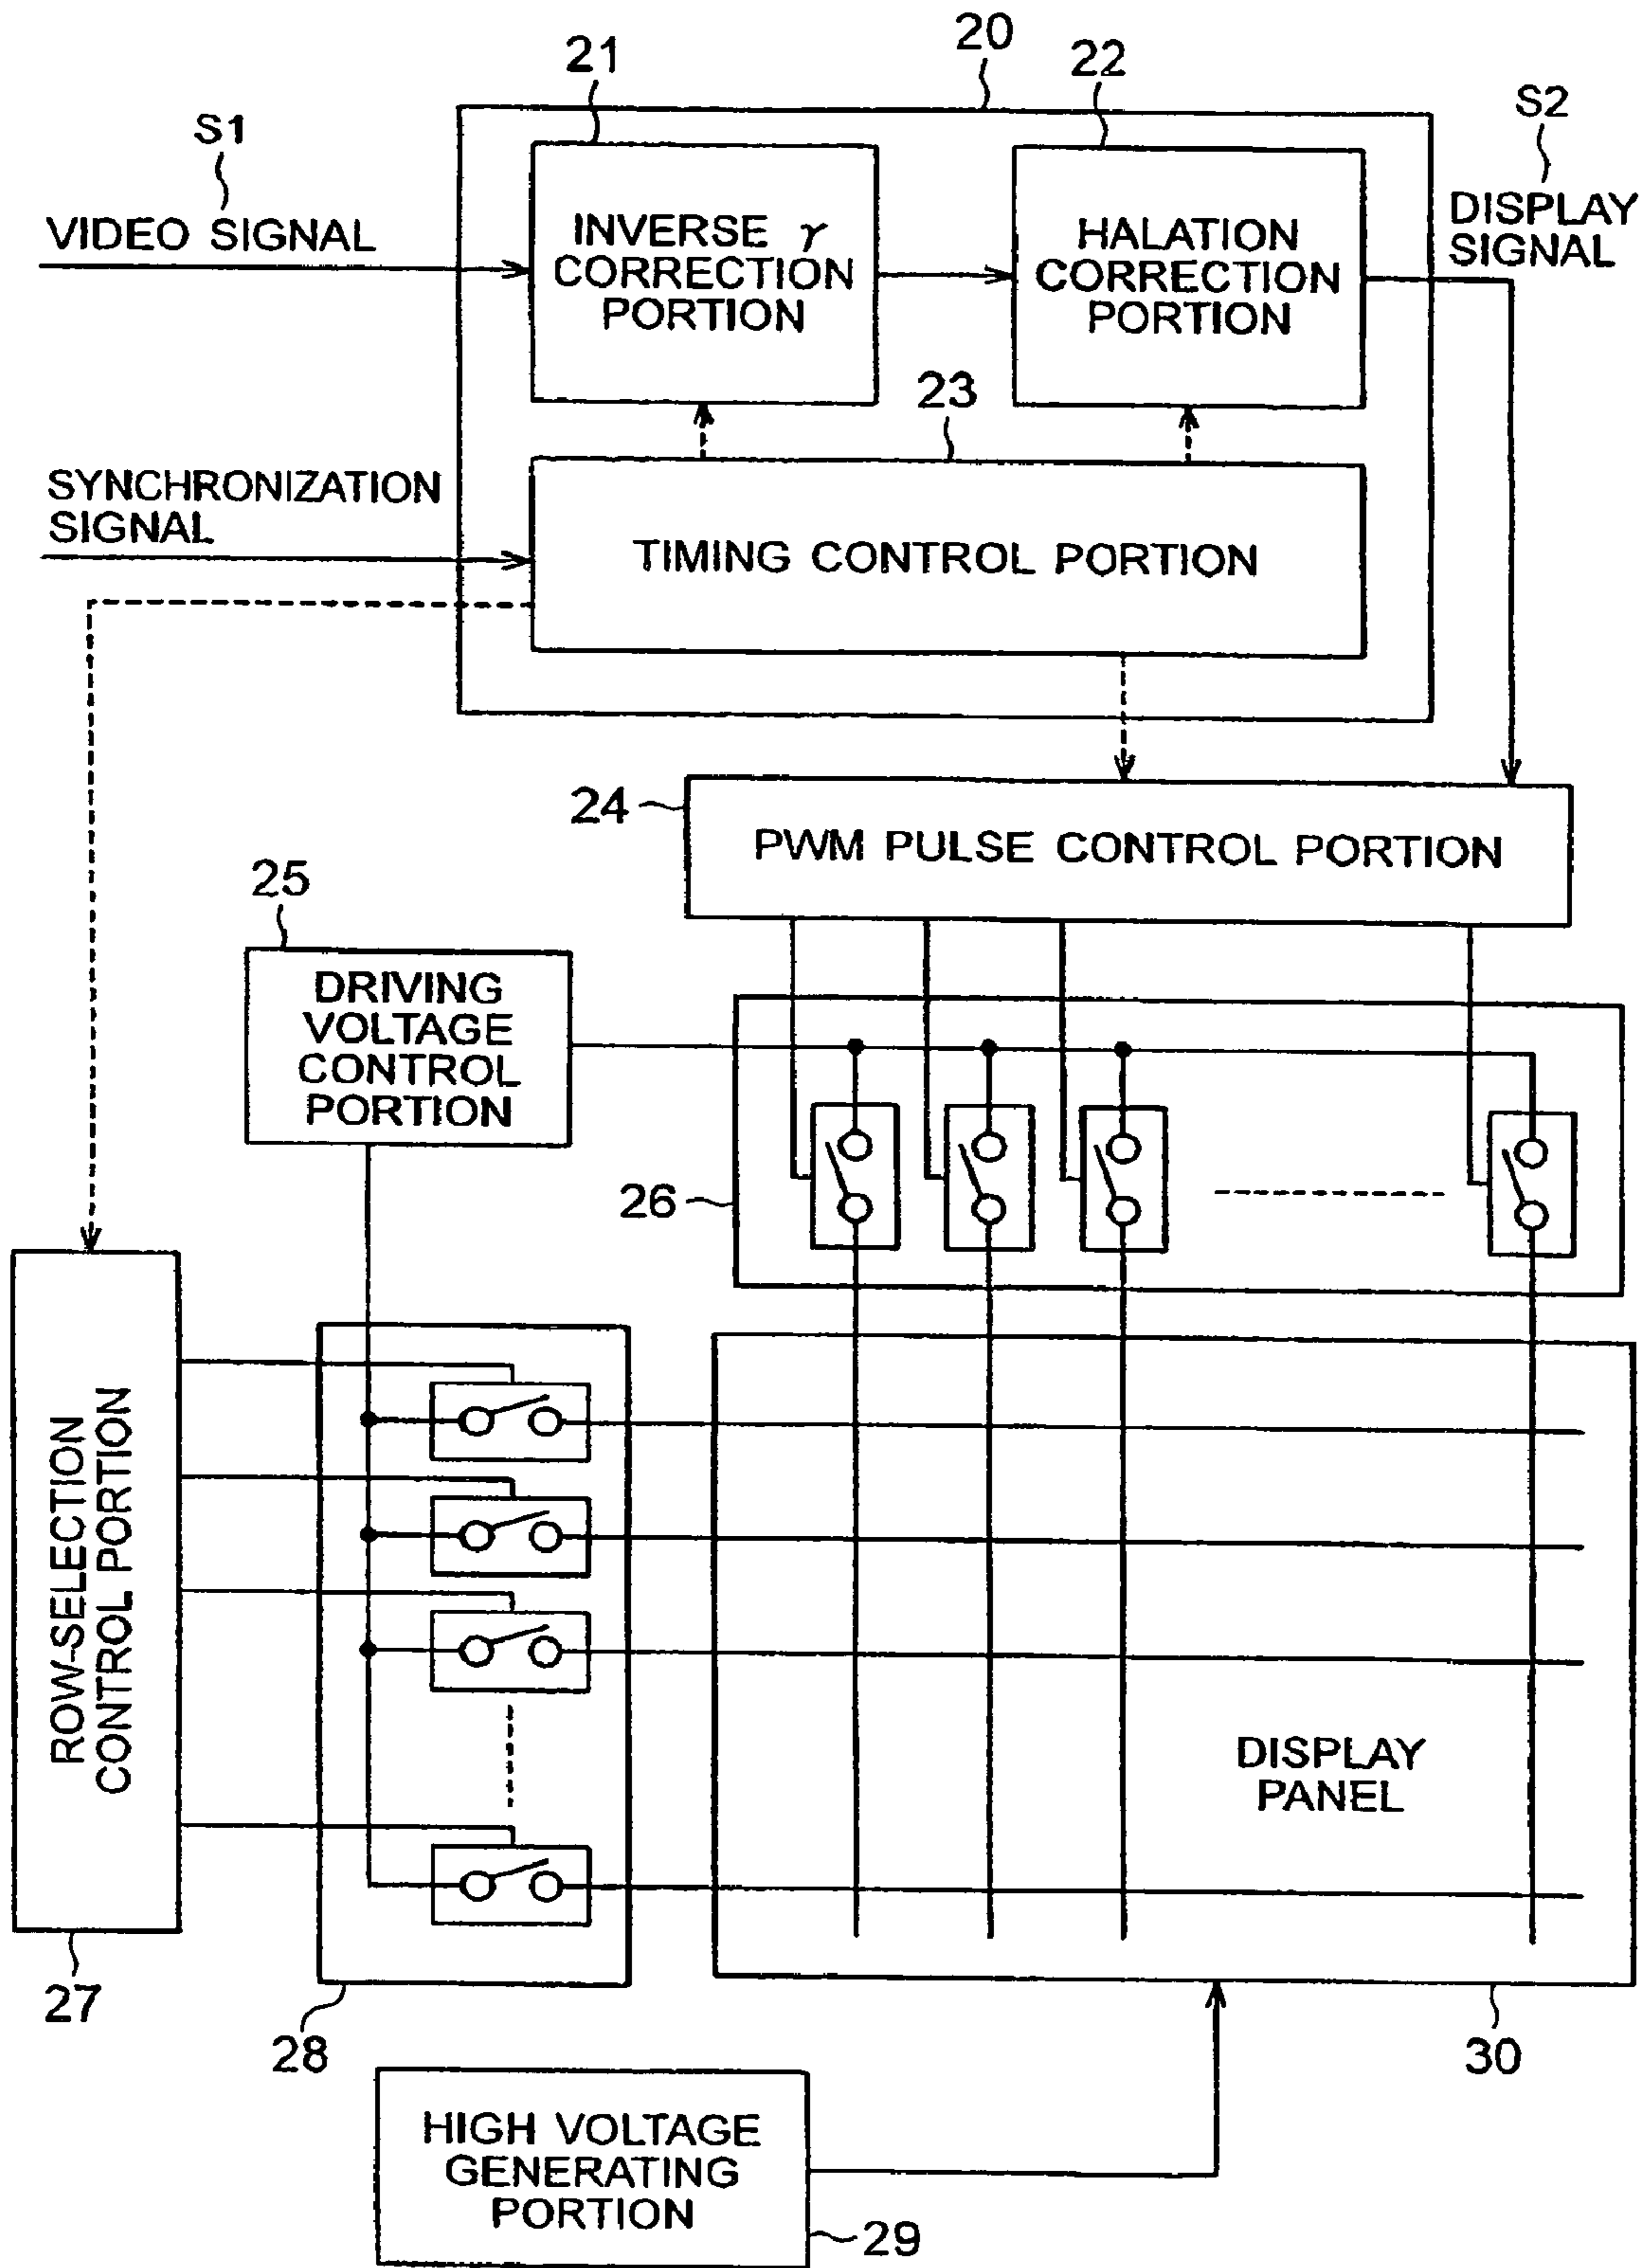 20
21
22
S1
S2
VIDEO SIGNAL
INVERSE γ
CORRECTION
PORTION
HALATION
CORRECTION
PORTION
DISPLAY
SIGNAL
23
SYNCHRONIZATION
SIGNAL
TIMING CONTROL PORTION
24
PWM PULSE CONTROL PORTION
25
DRIVING
VOLTAGE
CONTROL
PORTION
26
ROW-SELECTION
CONTROL PORTION
DISPLAY
PANEL
27
28
30
HIGH VOLTAGE
GENERATING
PORTION
29